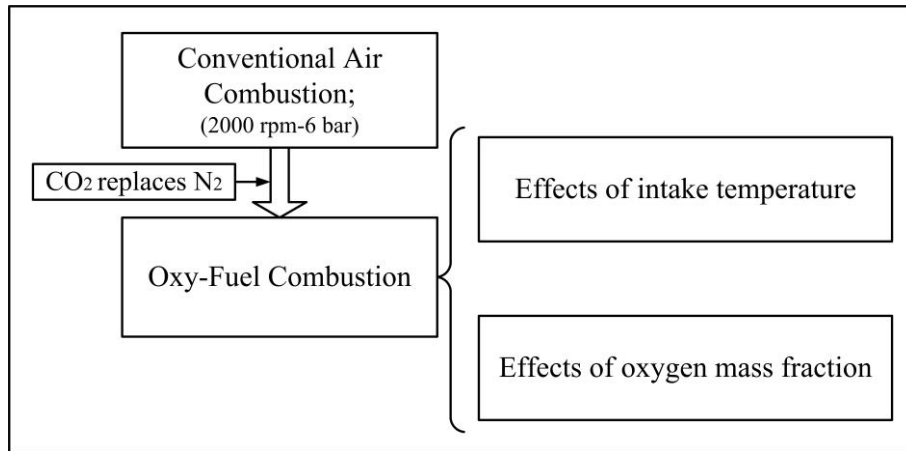 Conventional Air
Combustion;
(2000 rpm-6 bar)
CO2 replaces N2
Oxy-Fuel Combustion
Effects of intake temperature
Effects of oxygen mass fraction